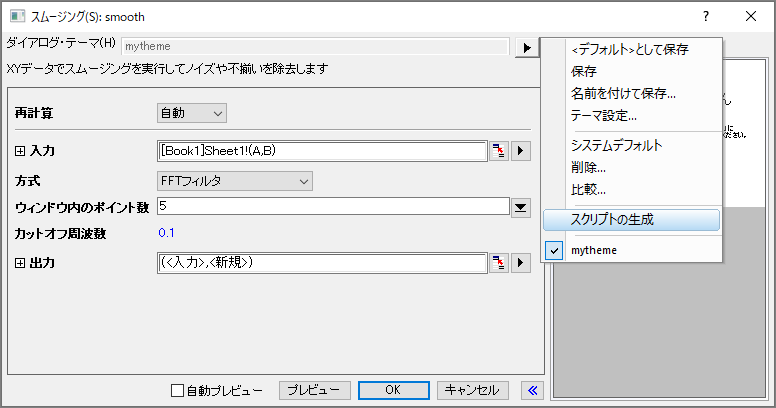 スムージング(S): smooth
?
ダイアログ・テーマ(H)
mytheme
XYデータでスムージングを実行してノイズや不揃いを除去します
再計算
自動
入力
[Book1]Sheet1!(A,B)
方式
FFTフィルタ
ウィンドウ内のポイント数
5
カットオフ周波数
0.1
出力
(<入力>,<新規>)
自動プレビュー
プレビュー
OK
キャンセル
<デフォルト>として保存
保存
名前を付けて保存...
テーマ設定...
システムデフォルト
削除...
比較...
スクリプトの生成
mytheme